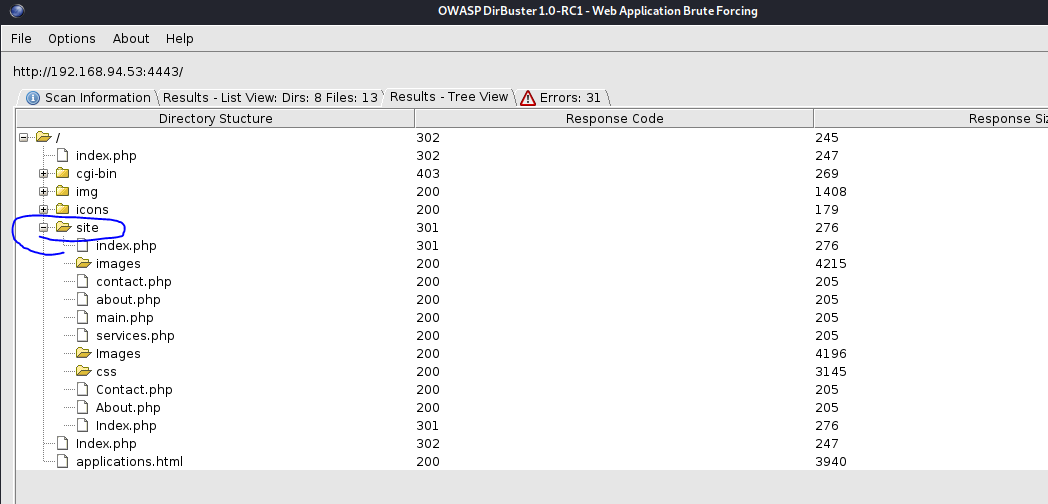 OWASP DirBuster 1.0-RC1 - Web Application Brute Forcing
File Options About Help
http://192.168.94.53:4443/
Scan Information Results - List View: Dirs: 8 Files: 13 Results - Tree View Errors: 31
Directory Stucture Response Code Response Siz
/ 302 245
index.php 302 247
cgi-bin 403 269
img 200 1408
icons 200 179
site 301 276
index.php 301 276
images 200 4215
contact.php 200 205
about.php 200 205
main.php 200 205
services.php 200 205
Images 200 4196
css 200 3145
Contact.php 200 205
About.php 200 205
Index.php 301 276
Index.php 302 247
applications.html 200 3940